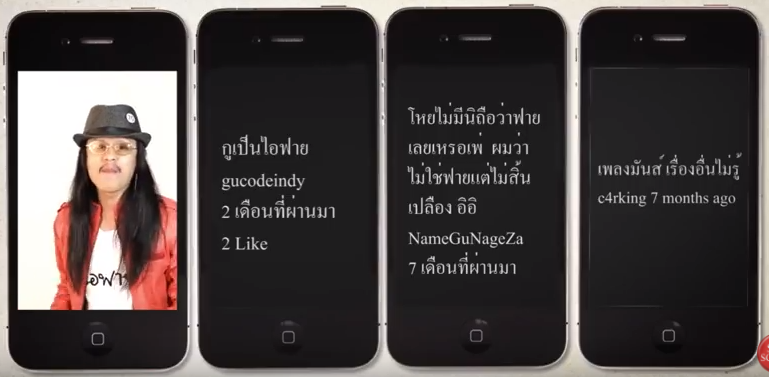 กูเป็นไอฟาย
gucodeindy
2 เดือนที่ผ่านมา
2 Like
โหยไม่มีนิถือว่าฟาย
เลยเหรอเพ่ ผมว่า
ไม่ใช่ฟายแต่ไม่สิ้น
เปลือง อิอิ
NameGuNageZa
7 เดือนที่ผ่านมา
เพลงมันส์ เรื่องอื่นไม่รู้
c4rking 7 months ago